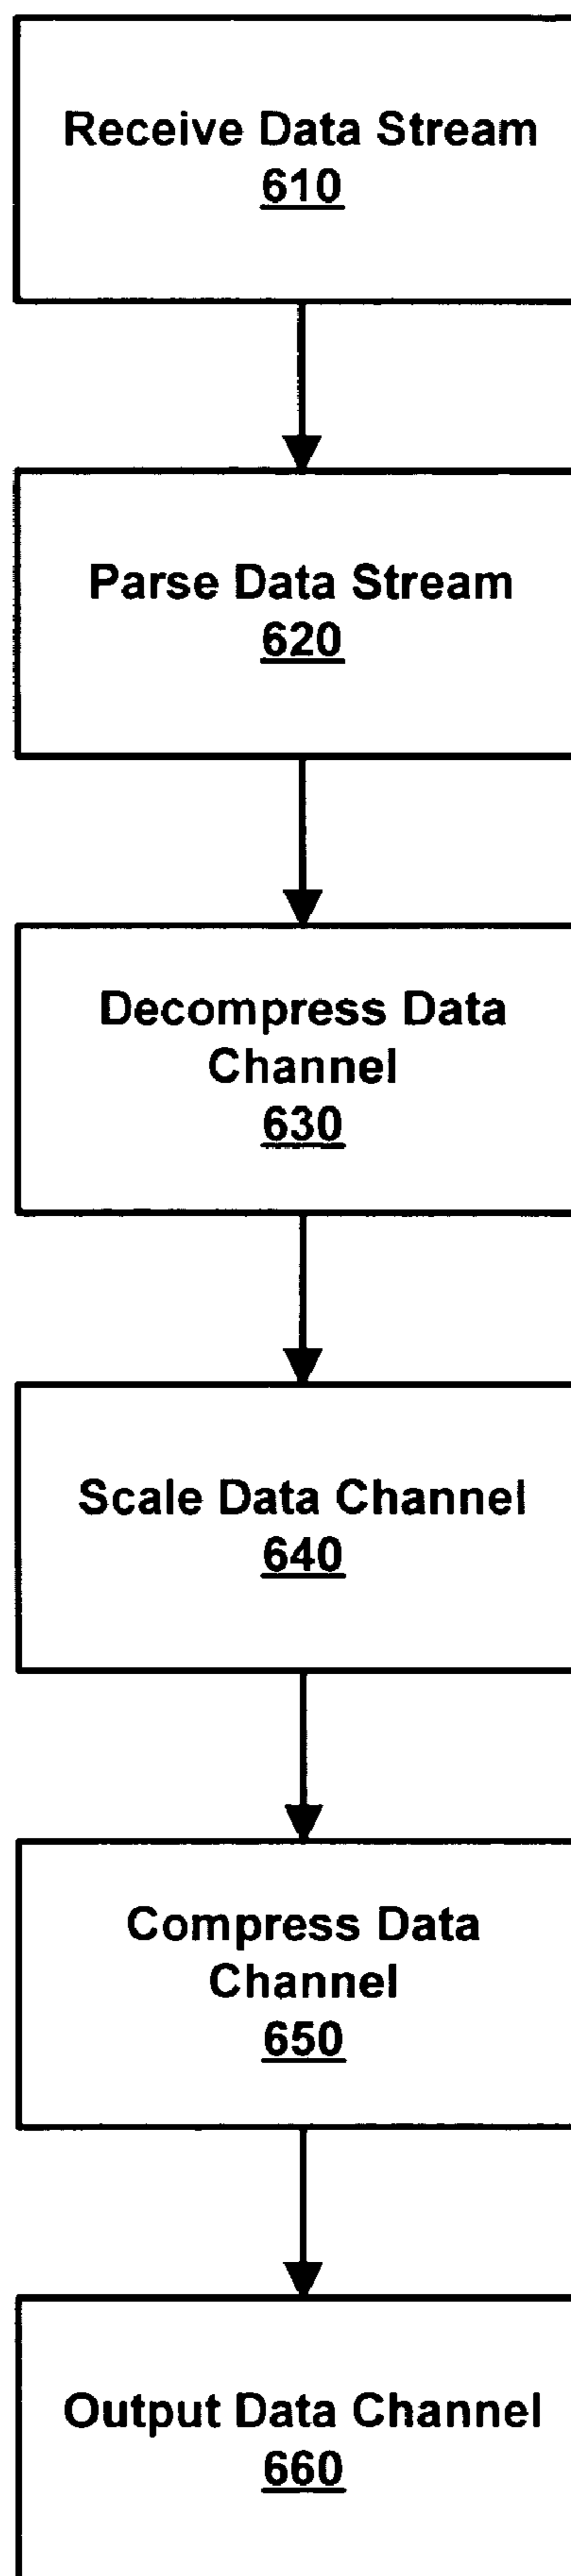 Receive Data Stream
610
Parse Data Stream
620
Decompress Data
Channel
630
Scale Data Channel
640
Compress Data
Channel
650
Output Data Channel
660